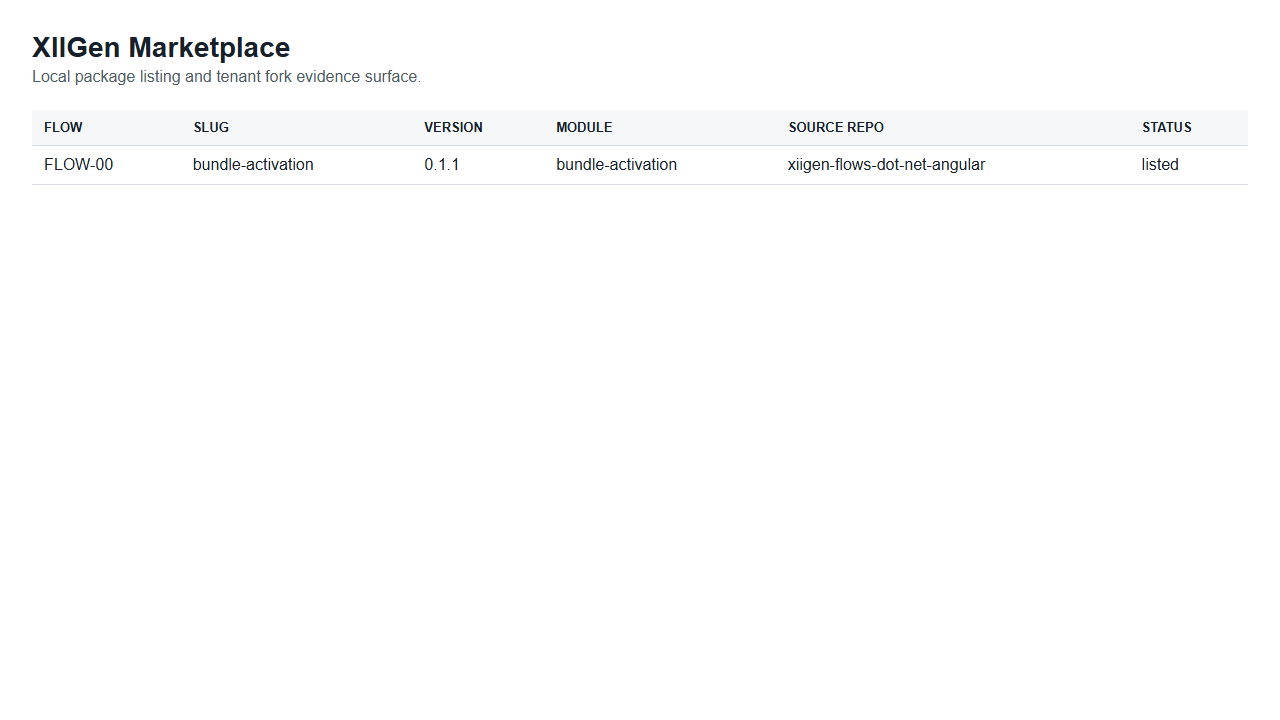 XIIGen Marketplace
Local package listing and tenant fork evidence surface.
FLOW SLUG VERSION MODULE SOURCE REPO STATUS
FLOW-00 bundle-activation 0.1.1 bundle-activation xiigen-flows-dot-net-angular listed